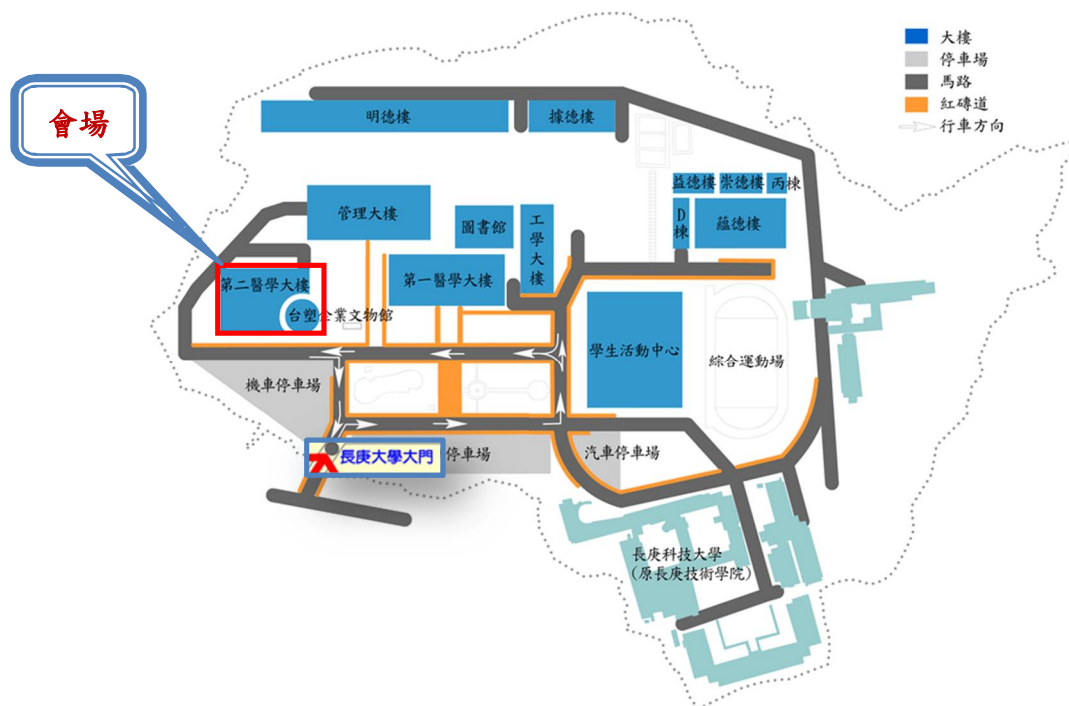 大樓
停車場
馬路
紅磚道
行車方向
會場
明德樓
據德樓
益德樓
崇德樓
丙棟
管理大樓
圖書館
工學大樓
D棟
蘊德樓
第二醫學大樓
第一醫學大樓
台塑企業文物館
學生活動中心
綜合運動場
機車停車場
長庚大學大門
停車場
汽車停車場
長庚科技大學
(原長庚技術學院)